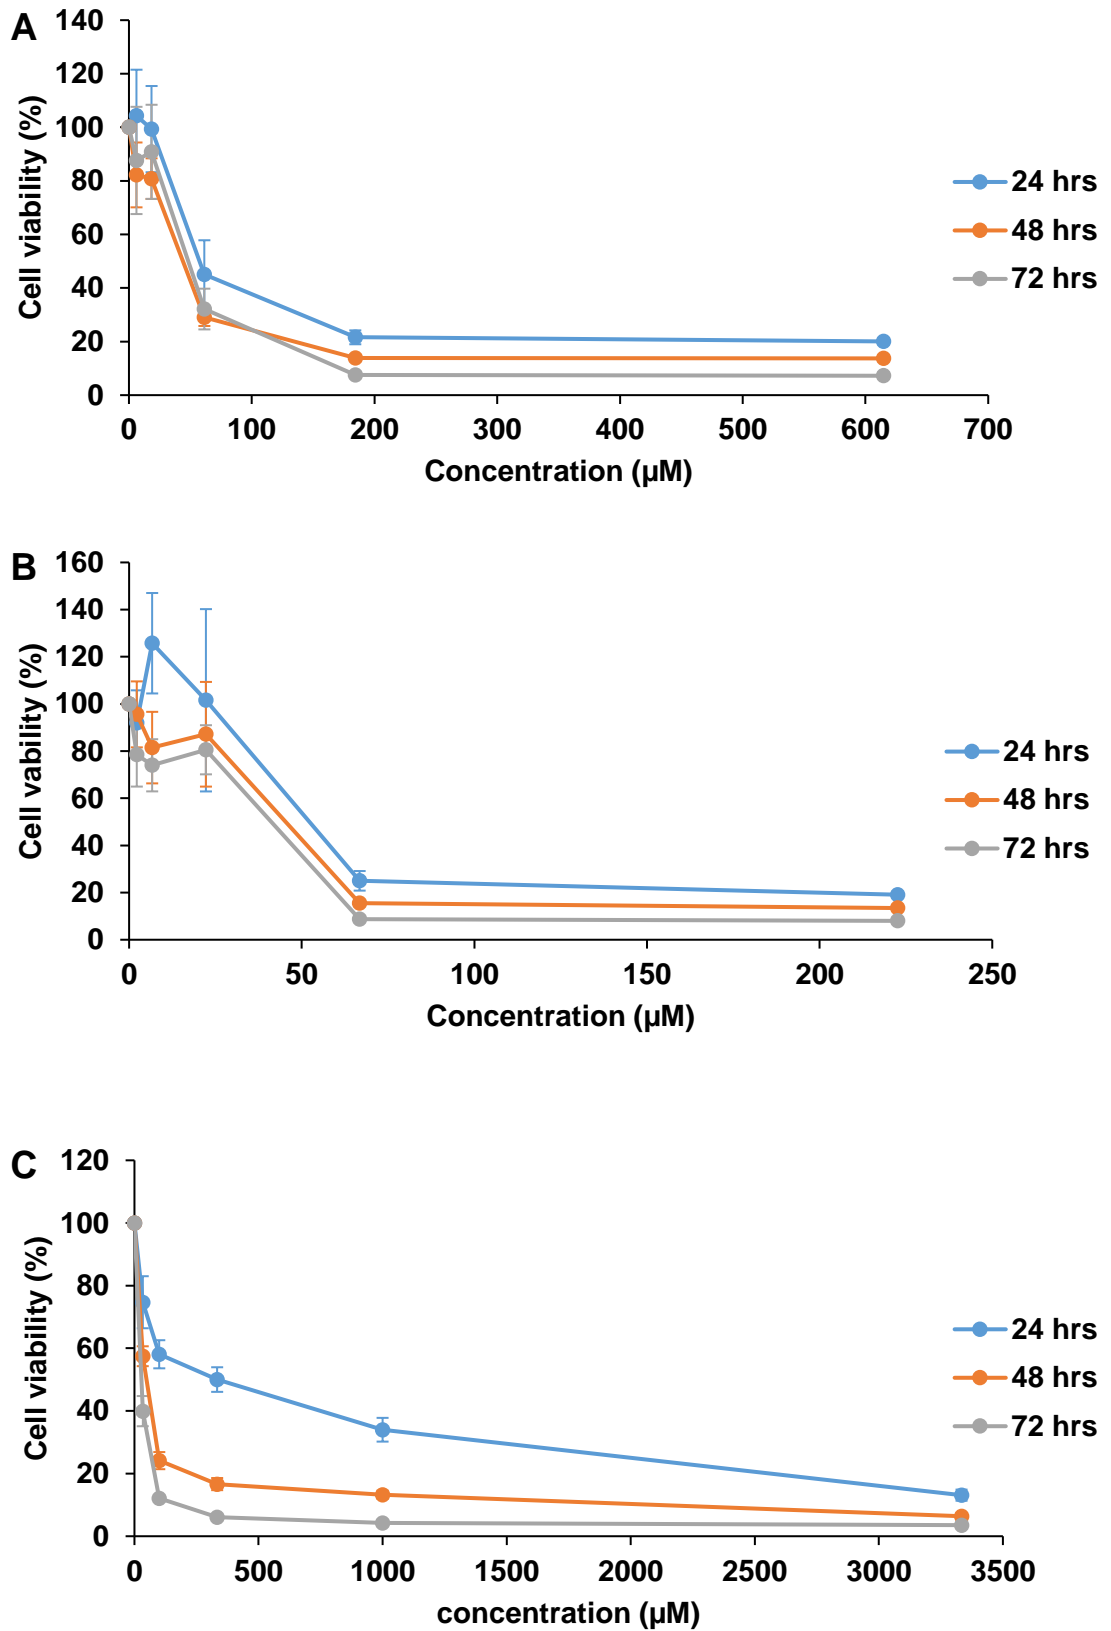 A
140
120
100
80
60
40
20
0
Cell viability (%)
0 100 200 300 400 500 600 700
Concentration (µM)
24 hrs
48 hrs
72 hrs
B
160
140
120
100
80
60
40
20
0
Cell vability (%)
0 50 100 150 200 250
Concentration (µM)
24 hrs
48 hrs
72 hrs
C
120
100
80
60
40
20
0
Cell viability (%)
0 500 1000 1500 2000 2500 3000 3500
concentration (µM)
24 hrs
48 hrs
72 hrs